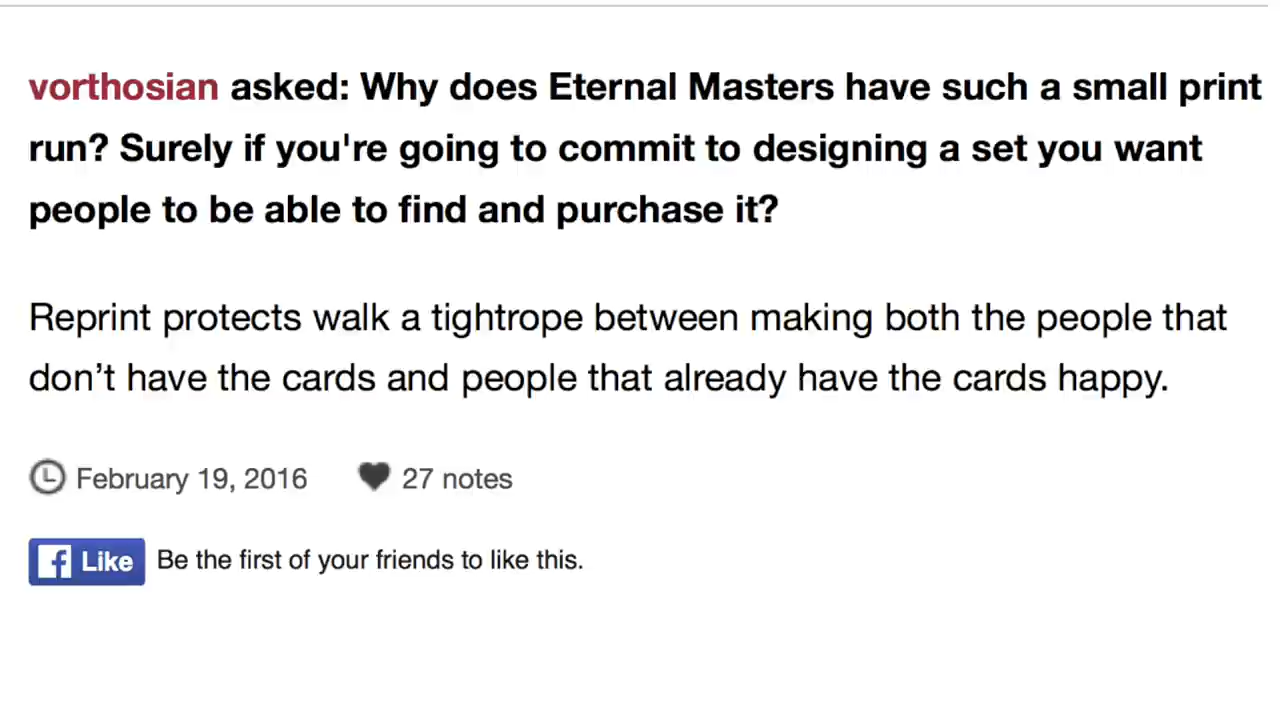 vorthosian asked: Why does Eternal Masters have such a small print
run? Surely if you're going to commit to designing a set you want
people to be able to find and purchase it?
Reprint protects walk a tightrope between making both the people that
don’t have the cards and people that already have the cards happy.
February 19, 2016 27 notes
f Like Be the first of your friends to like this.